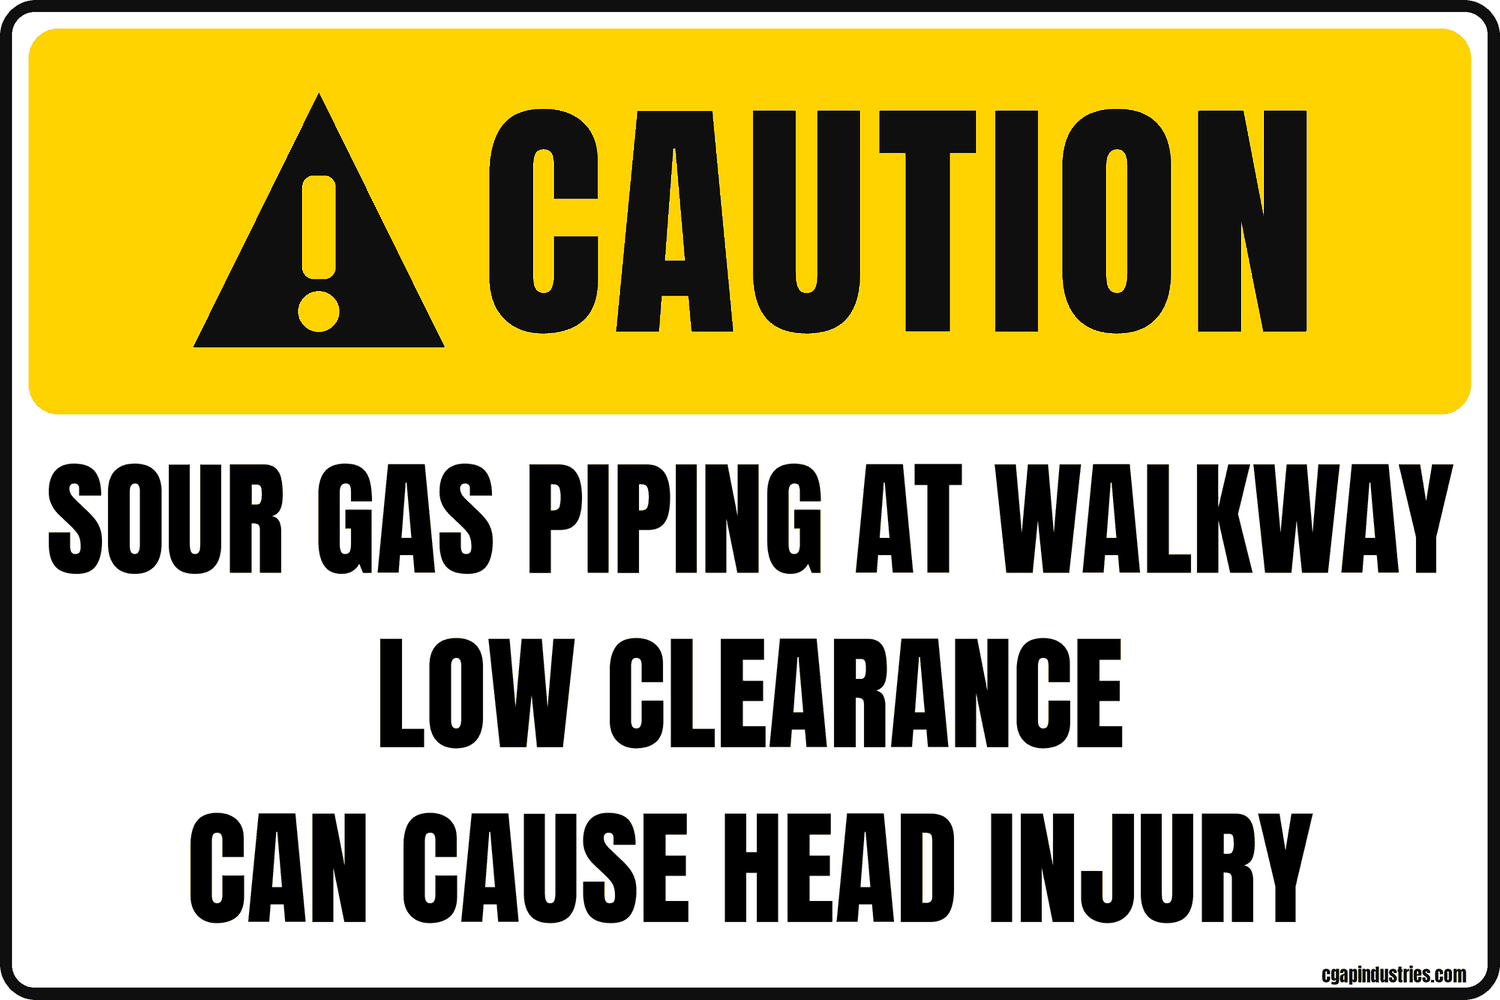 CAUTION
SOUR GAS PIPING AT WALKWAY
LOW CLEARANCE
CAN CAUSE HEAD INJURY
cgapindustries.com